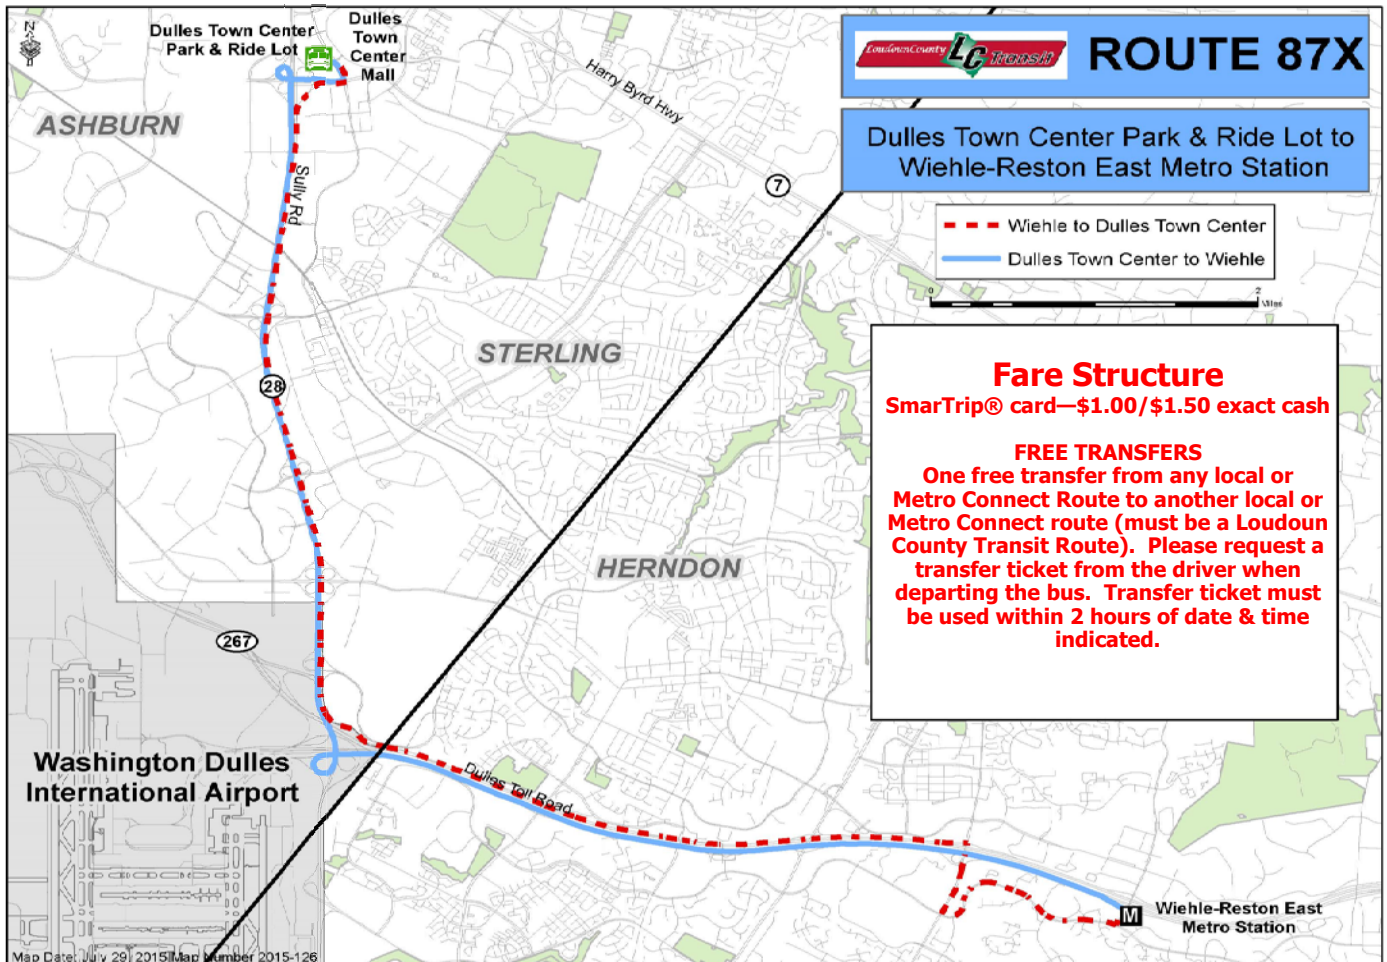 N
Dulles Town Center
Park & Ride Lot
Dulles
Town
Center
Mall
LoudounCounty
LC
Transit
ROUTE 87X
Dulles Town Center Park & Ride Lot to
Wiehle-Reston East Metro Station
Wiehle to Dulles Town Center
Dulles Town Center to Wiehle
0
2
Miles
ASHBURN
Harry Byrd Hwy
7
Sully Rd
STERLING
28
Fare Structure
SmarTrip® card—$1.00/$1.50 exact cash
FREE TRANSFERS
One free transfer from any local or
Metro Connect Route to another local or
Metro Connect route (must be a Loudoun
County Transit Route).  Please request a
transfer ticket from the driver when
departing the bus.  Transfer ticket must
be used within 2 hours of date & time
indicated.
HERNDON
267
Washington Dulles
International Airport
Dulles Toll Road
M
Wiehle-Reston East
Metro Station
Map Date: July 29, 2015 Map Number 2015-126